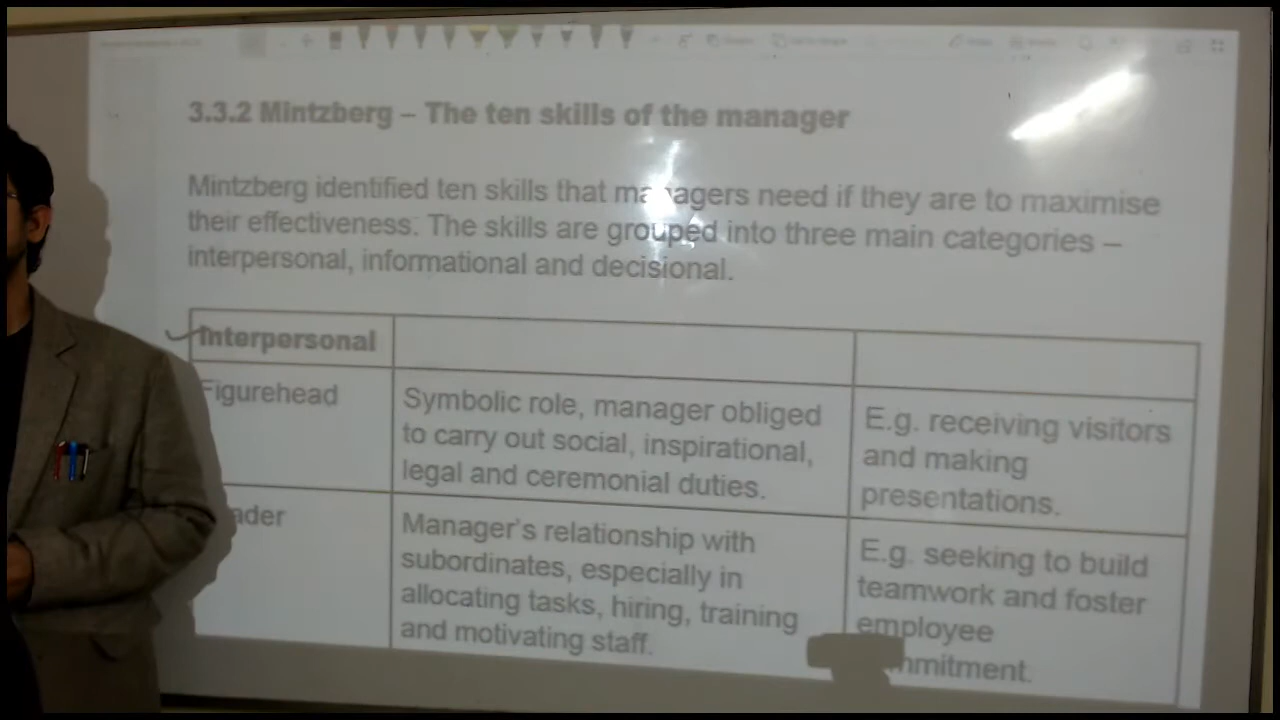 3.3.2 Mintzberg – The ten skills of the manager
Mintzberg identified ten skills that managers need if they are to maximise
their effectiveness. The skills are grouped into three main categories –
interpersonal, informational and decisional.
Interpersonal
Figurehead
Symbolic role, manager obliged
to carry out social, inspirational,
legal and ceremonial duties.
E.g. receiving visitors
and making
presentations.
ader
Manager's relationship with
subordinates, especially in
allocating tasks, hiring, training
and motivating staff.
E.g. seeking to build
teamwork and foster
employee
mmitment.